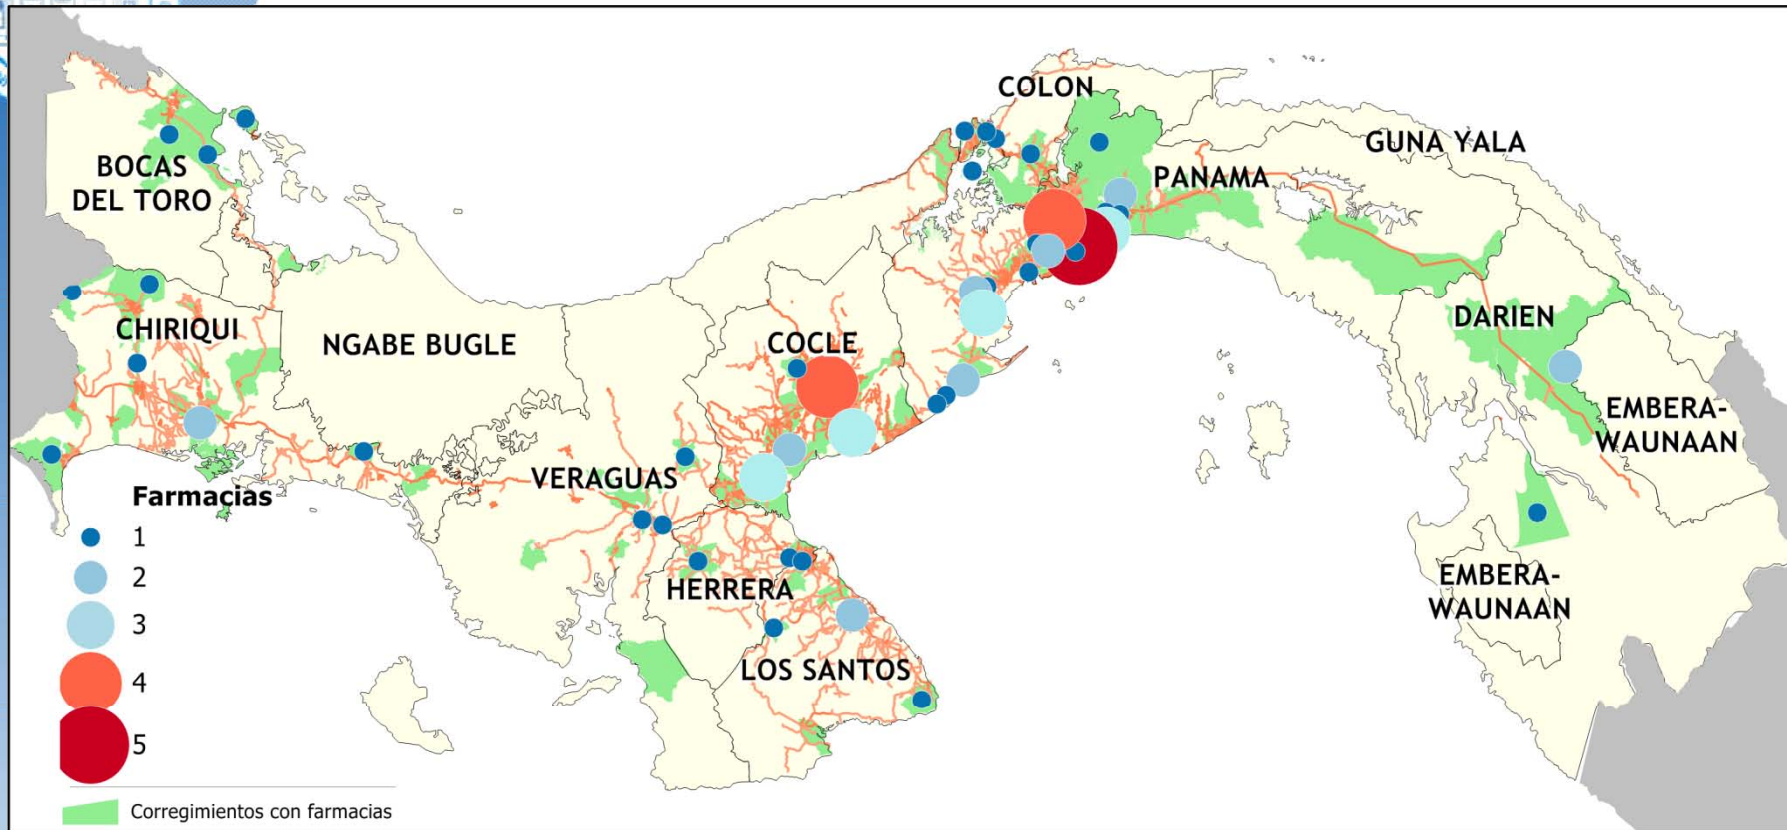 COLON
GUNA YALA
BOCAS
DEL TORO
PANAMA
CHIRIQUI
NGABE BUGLE
COCLE
DARIEN
EMBERA-
WAUNAAN
VERAGUAS
Farmacias
1
2
3
4
5
HERRERA
EMBERA-
WAUNAAN
LOS SANTOS
Corregimientos con farmacias